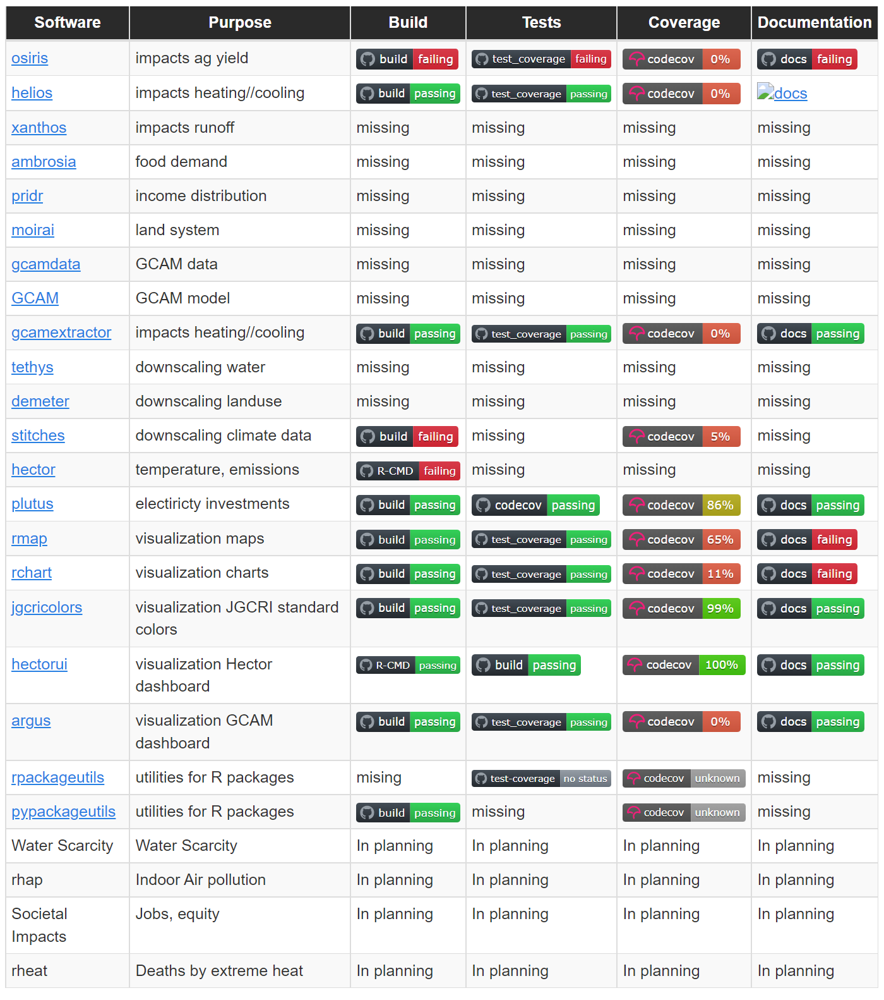 Software Purpose Build Tests Coverage Documentation
osiris impacts ag yield build failing test_coverage failing codecov 0% docs failing
helios impacts heating//cooling build passing test_coverage passing codecov 0% docs
xanthos impacts runoff missing missing missing missing
ambrosia food demand missing missing missing missing
pridr income distribution missing missing missing missing
moirai land system missing missing missing missing
gcamdata GCAM data missing missing missing missing
GCAM GCAM model missing missing missing missing
gcamextractor impacts heating//cooling build passing test_coverage passing codecov 0% docs passing
tethys downscaling water missing missing missing missing
demeter downscaling landuse missing missing missing missing
stitches downscaling climate data build failing missing codecov 5% missing
hector temperature, emissions R-CMD failing missing missing missing
plutus electiricty investments build passing codecov passing codecov 86% docs passing
rmap visualization maps build passing test_coverage passing codecov 65% docs failing
rchart visualization charts build passing test_coverage passing codecov 11% docs failing
jgcricolors visualization JGCRI standard build passing test_coverage passing codecov 99% docs passing
colors
hectorui visualization Hector R-CMD passing build passing codecov 100% docs passing
dashboard
argus visualization GCAM build passing test_coverage passing codecov 0% docs passing
dashboard
rpackageutils utilities for R packages mising test-coverage no status codecov unknown missing
pypackageutils utilities for R packages build passing missing codecov unknown missing
Water Scarcity Water Scarcity In planning In planning In planning In planning
rhap Indoor Air pollution In planning In planning In planning In planning
Societal Jobs, equity In planning In planning In planning In planning
Impacts
rheat Deaths by extreme heat In planning In planning In planning In planning